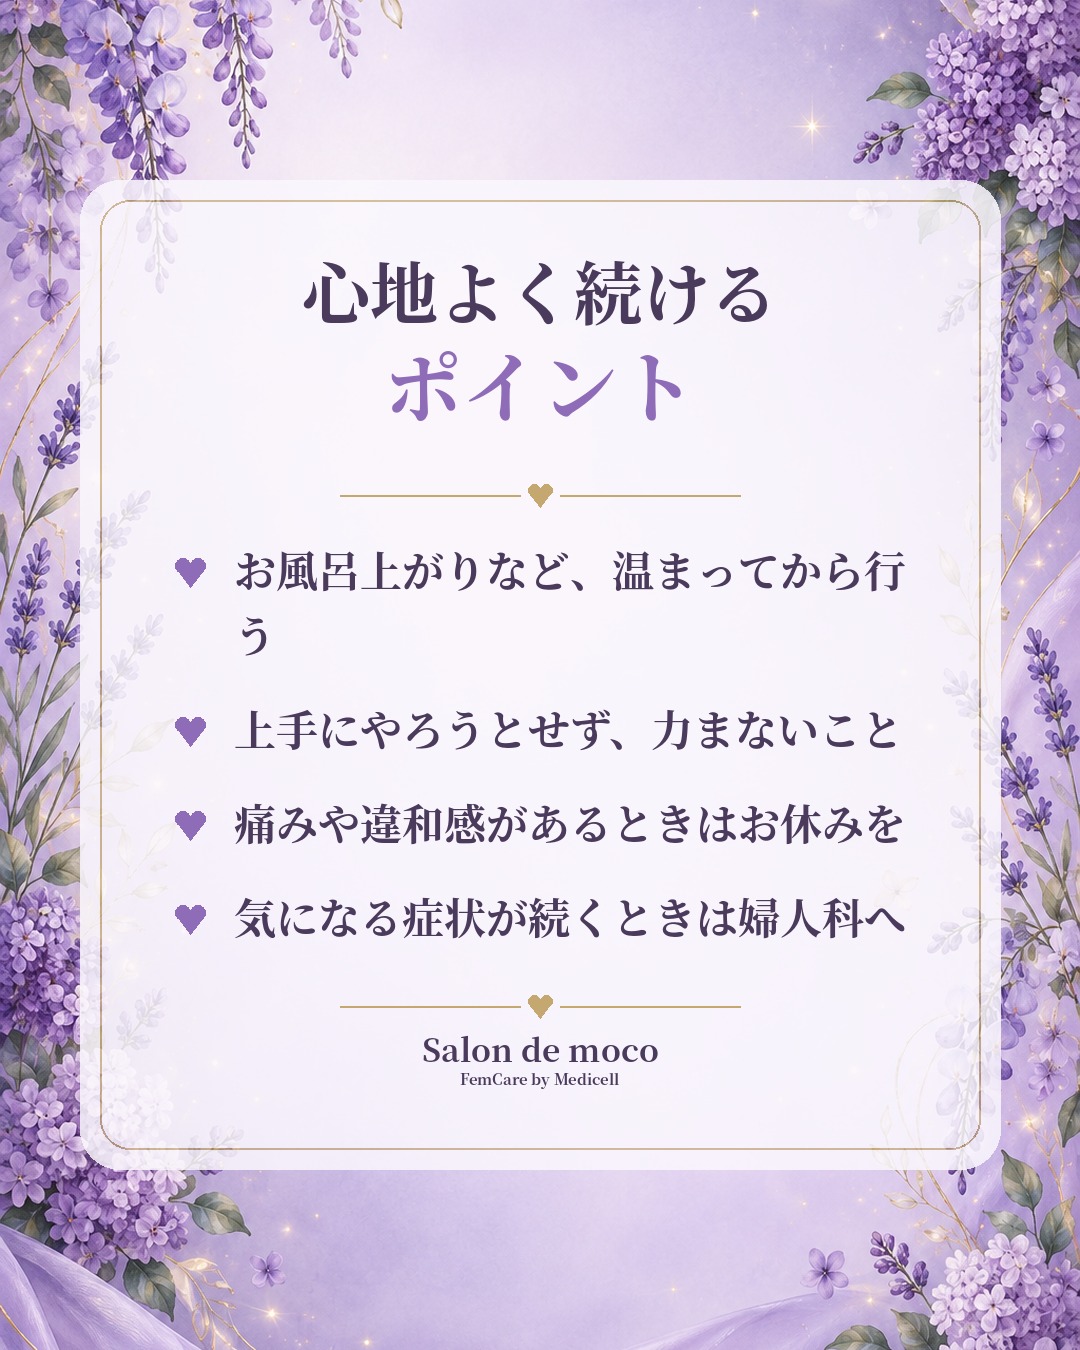 心地よく続ける
ポイント
お風呂上がりなど、温まってから行
う
上手にやろうとせず、力まないこと
痛みや違和感があるときはお休みを
気になる症状が続くときは婦人科へ
Salon de moco
FemCare by Medicell